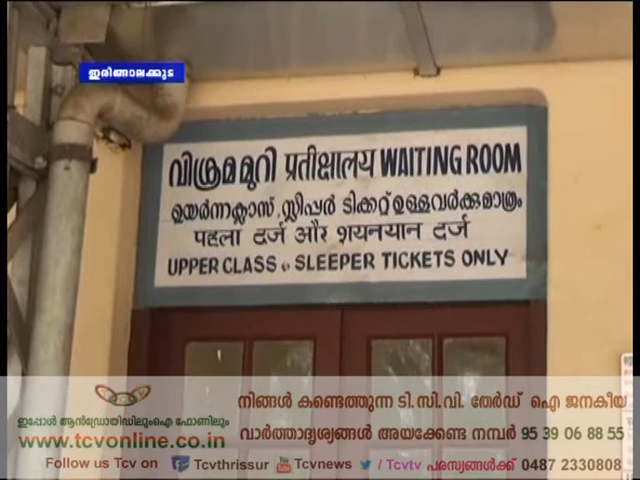 ഇരിങ്ങാലക്കുട
വിശ്രമമുറി प्रतीक्षालय WAITING ROOM
ഉയർന്നക്ലാസ്, സ്ലീപ്പർ ടിക്കറ്റ് ഉള്ളവർക്കുമാത്രം
पहला दर्ज और शयनयान दर्ज
UPPER CLASS & SLEEPER TICKETS ONLY
ഇപ്പോൾ ആൻഡ്രോയിഡിലുംഐ ഫോണിലും
www.tcvonline.co.in
നിങ്ങൾ കണ്ടെത്തുന്ന ടി.സി.വി. തേർഡ് ഐ ജനകീയ
വാർത്താദൃശ്യങ്ങൾ അയക്കേണ്ട നമ്പർ 95 39 06 88 55
Follow us Tcv on Tcvthrissur Tcvnews / Tcvtv പരസ്യങ്ങൾക്ക് 0487 2330808